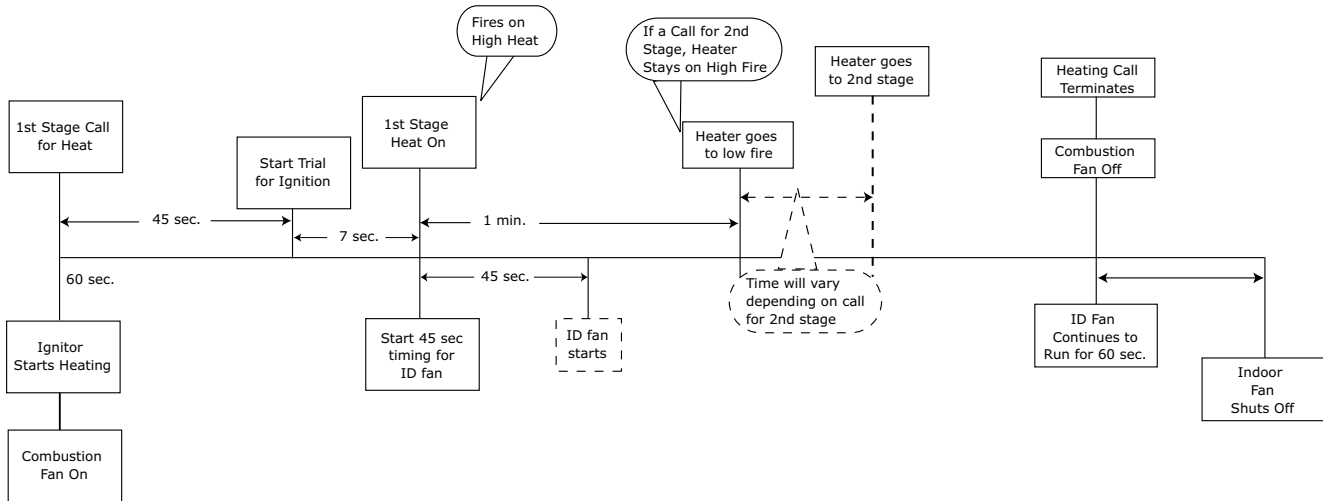 Fires on
High Heat
If a Call for 2nd
Stage, Heater
Stays on High Fire
Heater goes
to 2nd stage
Heating Call
Terminates
1st Stage Call
for Heat
1st Stage
Heat On
Heater goes
to low fire
Start Trial
for Ignition
Combustion
Fan Off
45 sec.
1 min.
7 sec.
60 sec.
45 sec.
Time will vary
depending on call
for 2nd stage
Ignitor
Starts Heating
Start 45 sec
timing for
ID fan
ID fan
starts
ID Fan
Continues to
Run for 60 sec.
Indoor
Fan
Shuts Off
Combustion
Fan On